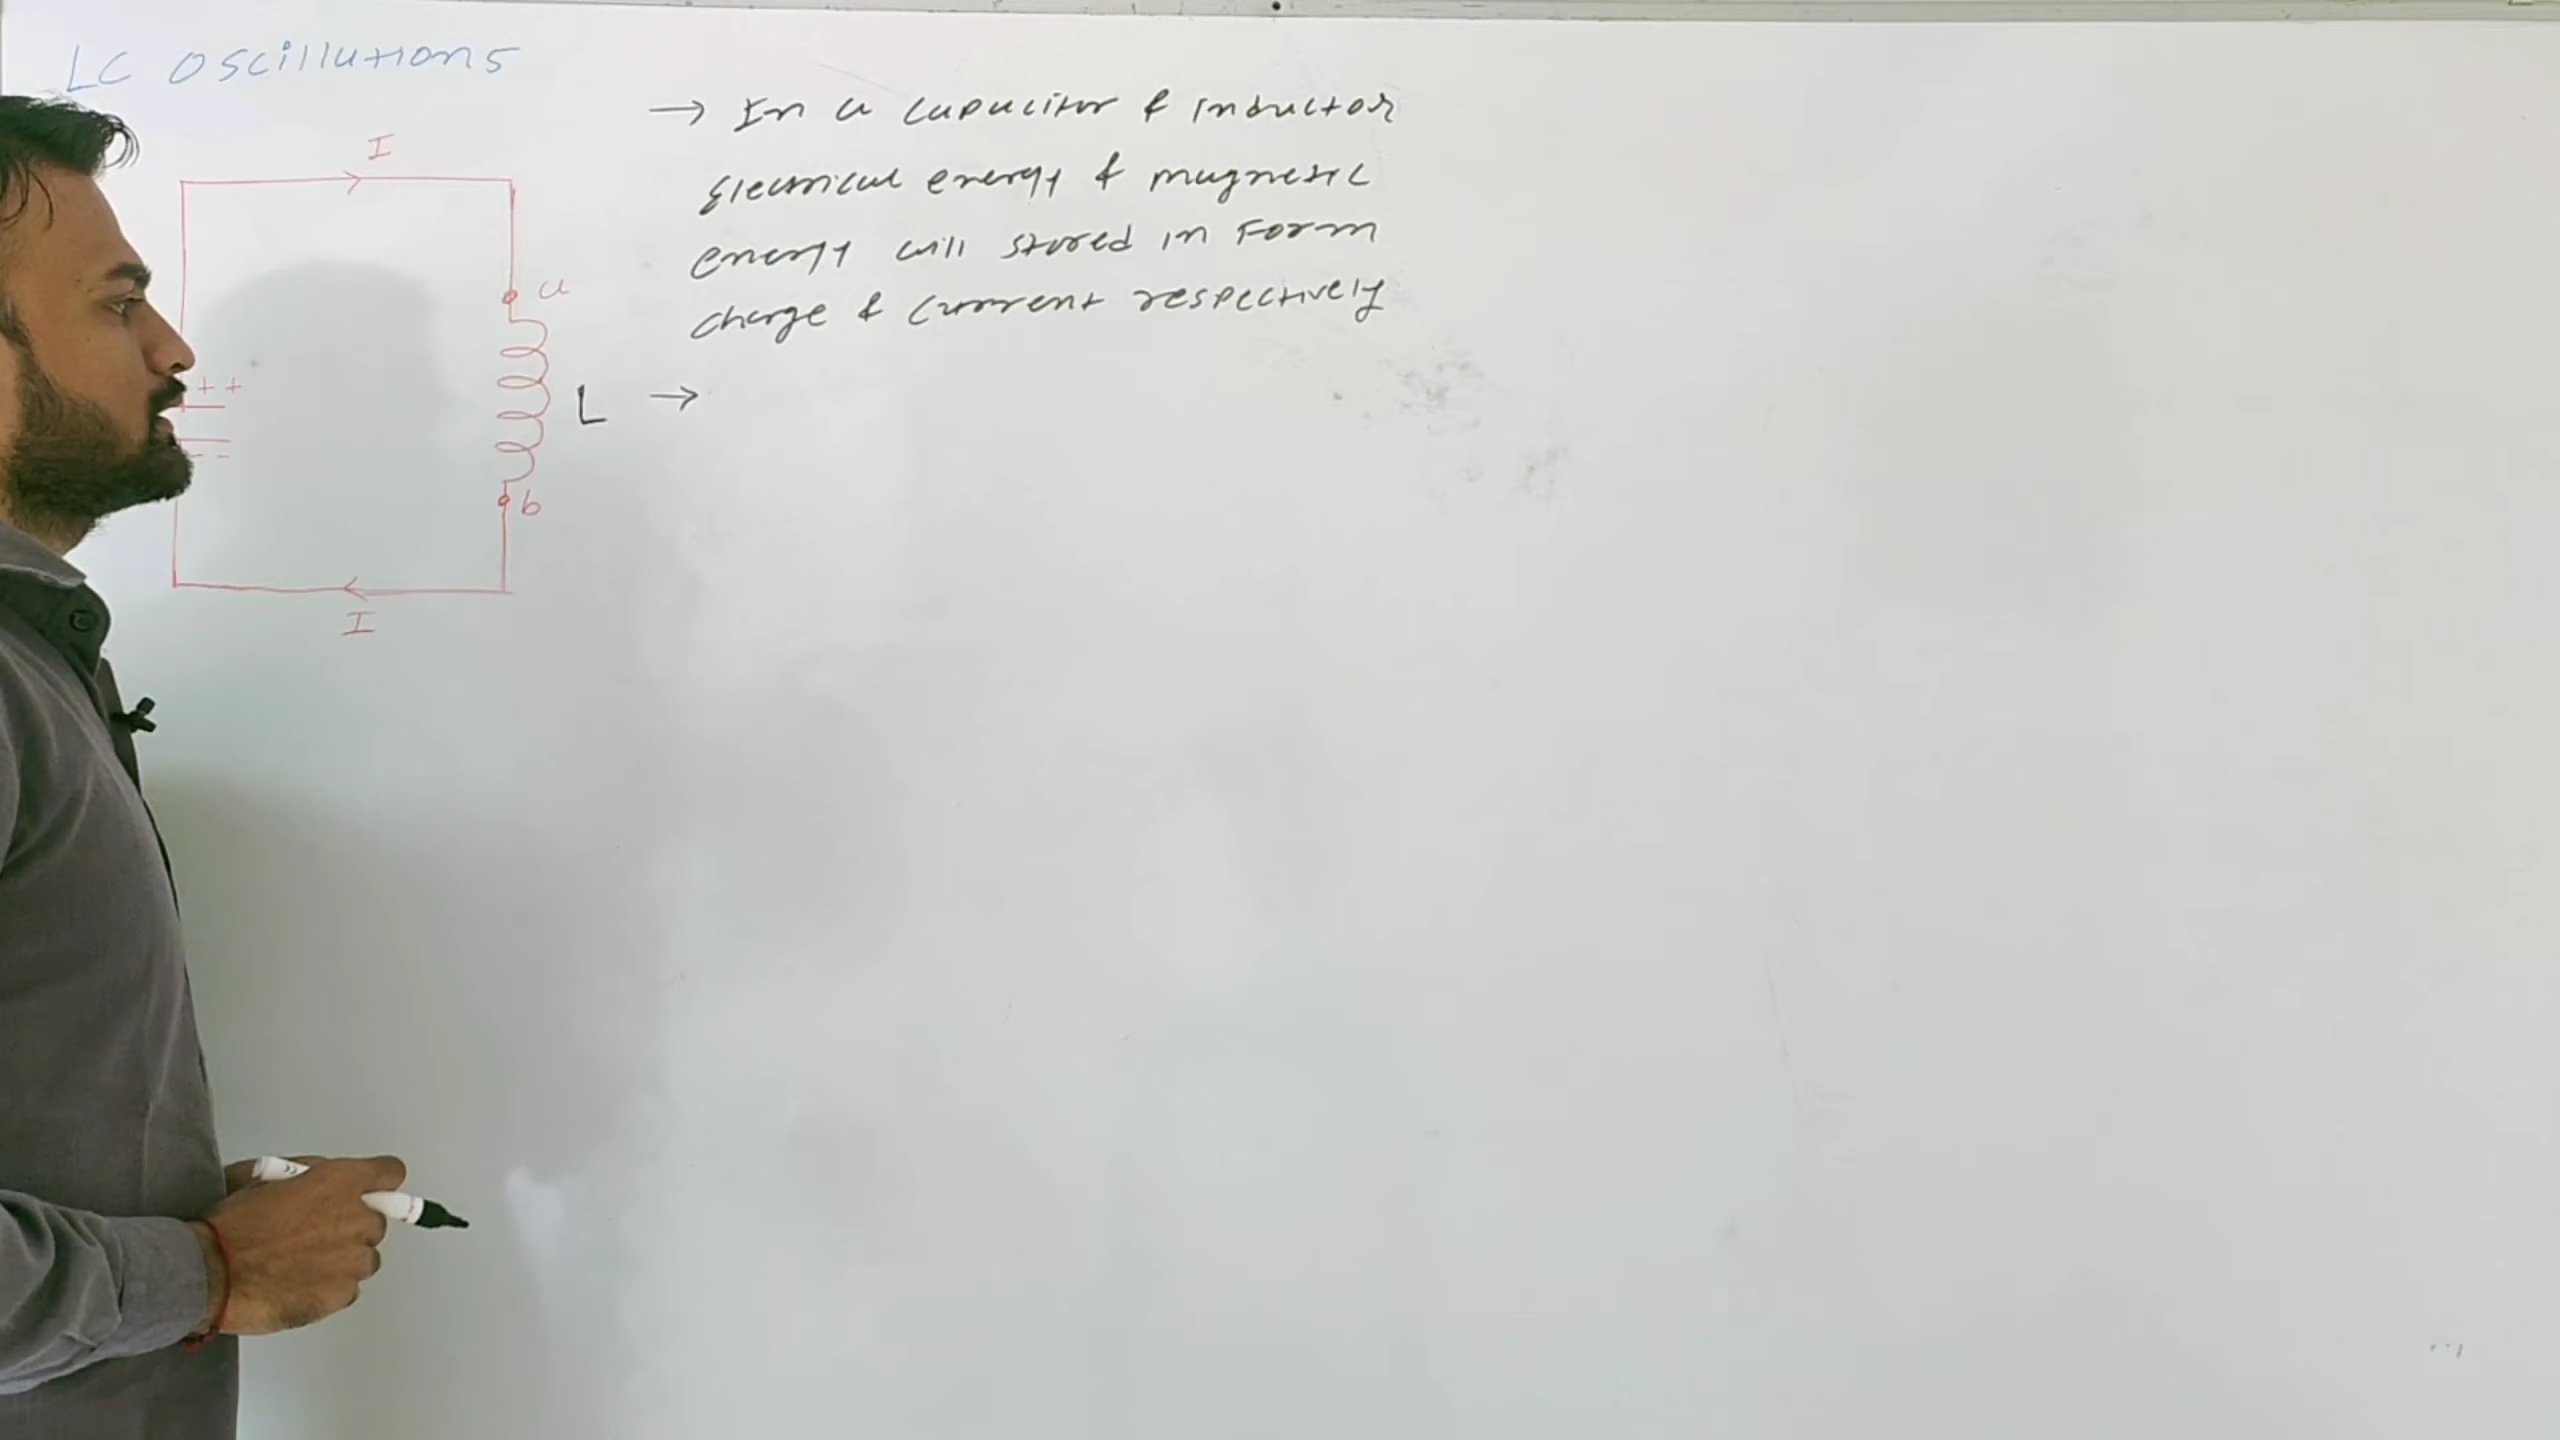 LC Oscillations
I
→ In a capacitor & inductor
Electrical energy & magnetic
energy will stored in Form
charge & Current respectively
a
+ +
L →
- -
b
I